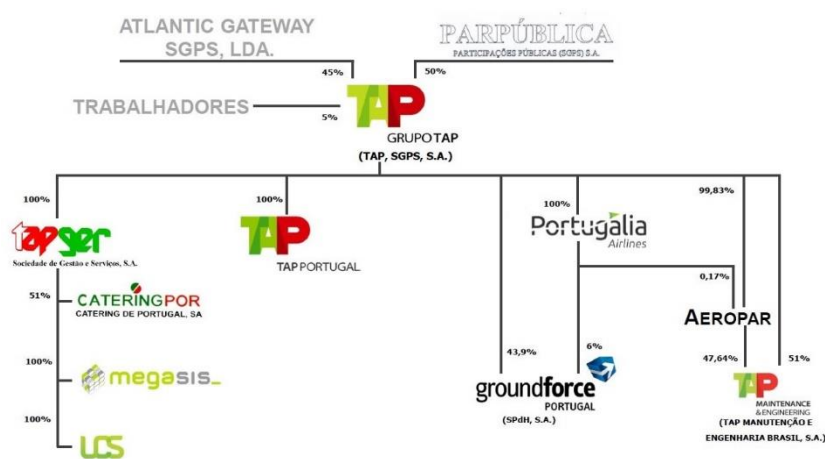 ATLANTIC GATEWAY
SGPS, LDA.
PARPÚBLICA
PARTICIPAÇÕES PÚBLICAS (SGPS) S.A.
45%
50%
TRABALHADORES
5%
TAP
GRUPO TAP
(TAP, SGPS, S.A.)
100%
100%
100%
99,83%
tapger
Sociedade de Gestão e Serviços, S.A.
TAP
TAP PORTUGAL
Portugália
Airlines
51%
0,17%
CATERINGPOR
CATERING DE PORTUGAL, SA
AEROPAR
43,9%
6%
47,64%
51%
100%
megasis_
groundforce
PORTUGAL
(SPdH, S.A.)
TAP
MAINTENANCE
&ENGINEERING
(TAP MANUTENÇÃO E
ENGENHARIA BRASIL, S.A.)
100%
UCS